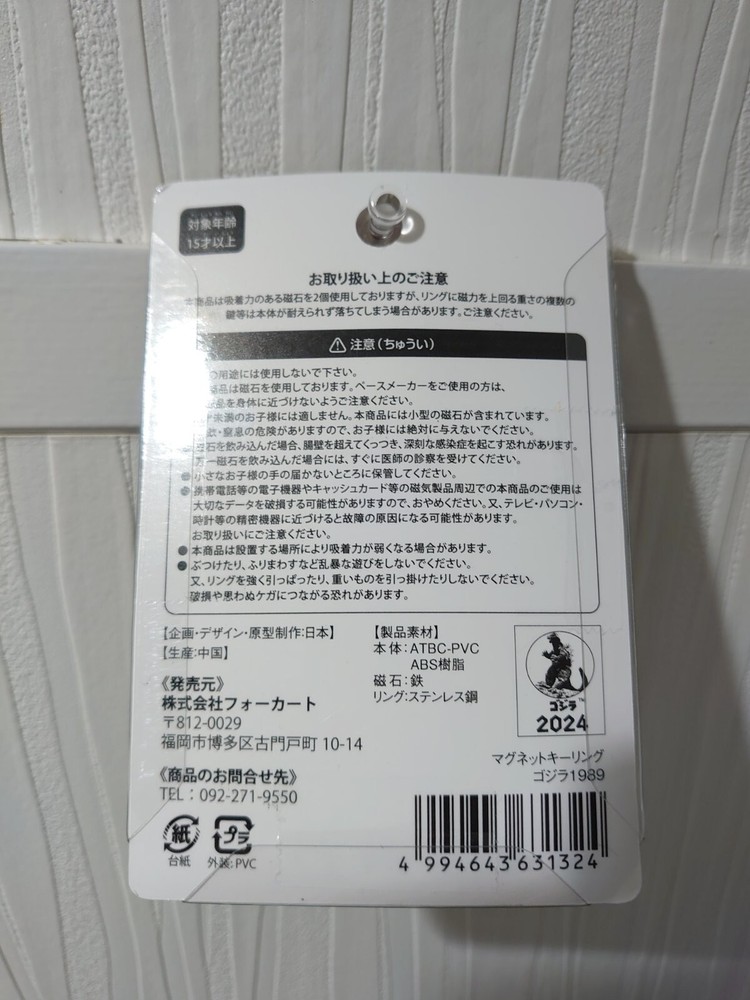 対象年齢
15才以上
お取り扱い上のご注意
本商品は吸着力のある磁石を2個使用しておりますが、リングに磁力を上回る重さの複数の
鍵等は本体が耐えられず落ちてしまう場合があります。ご注意ください。
⚠注意(ちゅうい)
の用途には使用しないで下さい。
品は磁石を使用しております。ペースメーカーをご使用の方は、
品を身体に近づけないようご注意ください。
未満のお子様には適しません。本商品には小型の磁石が含まれています。
飲・窒息の危険がありますので、お子様には絶対に与えないでください。
●磁石を飲み込んだ場合、腸壁を超えてくっつき、深刻な感染症を起こす恐れがあります。
万一磁石を飲み込んだ場合には、すぐに医師の診察を受けてください。
●小さなお子様の手の届かないところに保管してください。
●携帯電話等の電子機器やキャッシュカード等の磁気製品周辺での本商品のご使用は
大切なデータを破損する可能性がありますので、おやめください。又、テレビ・パソコン・
時計等の精密機器に近づけると故障の原因になる可能性があります。
お取り扱いにご注意ください。
●本商品は設置する場所により吸着力が弱くなる場合があります。
●ぶつけたり、ふりまわすなど乱暴な遊びをしないでください。
又、リングを強く引っぱったり、重いものを引っ掛けたりしないでください。
破損や思わぬケガにつながる恐れがあります。
【企画・デザイン・原型制作:日本】
【生産:中国】
《発売元》
株式会社フォーカート
〒812-0029
福岡市博多区古門戸町 10-14
《商品のお問合せ先》
TEL：092-271-9550
紙
台紙
プラ
外装:PVC
【製品素材】
本体:ATBC-PVC
ABS樹脂
磁石:鉄
リング:ステンレス鋼
ゴジラ™
2024
マグネットキーリング
ゴジラ1989
4 994643 631324